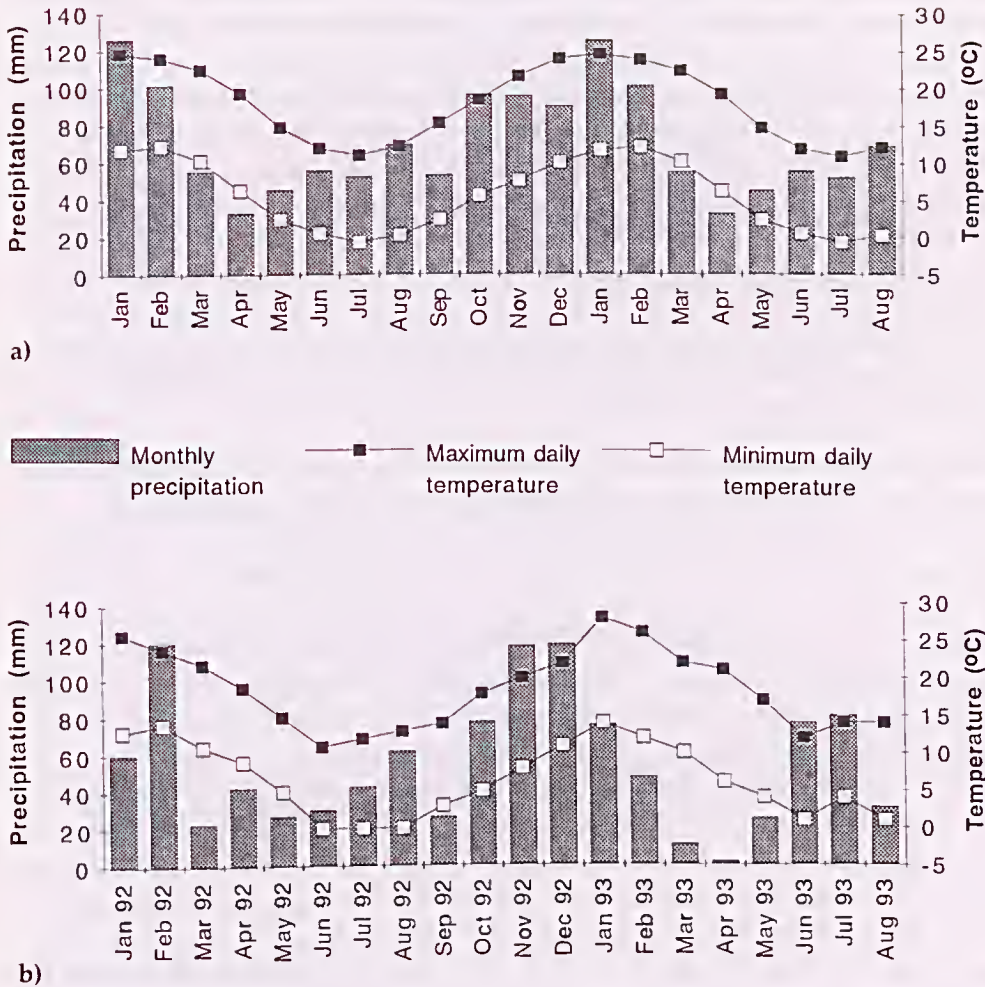 Precipitation (mm)
140
120
100
80
60
40
20
0
30
25
20
15
10
5
0
-5
Temperature (ºC)
Jan Feb Mar Apr May Jun Jul Aug Sep Oct Nov Dec Jan Feb Mar Apr May Jun Jul Aug
a)
Monthly
precipitation
Maximum daily
temperature
Minimum daily
temperature
Precipitation (mm)
140
120
100
80
60
40
20
0
30
25
20
15
10
5
0
-5
Temperature (ºC)
Jan 92 Feb 92 Mar 92 Apr 92 May 92 Jun 92 Jul 92 Aug 92 Sep 92 Oct 92 Nov 92 Dec 92 Jan 93 Feb 93 Mar 93 Apr 93 May 93 Jun 93 Jul 93 Aug 93
b)